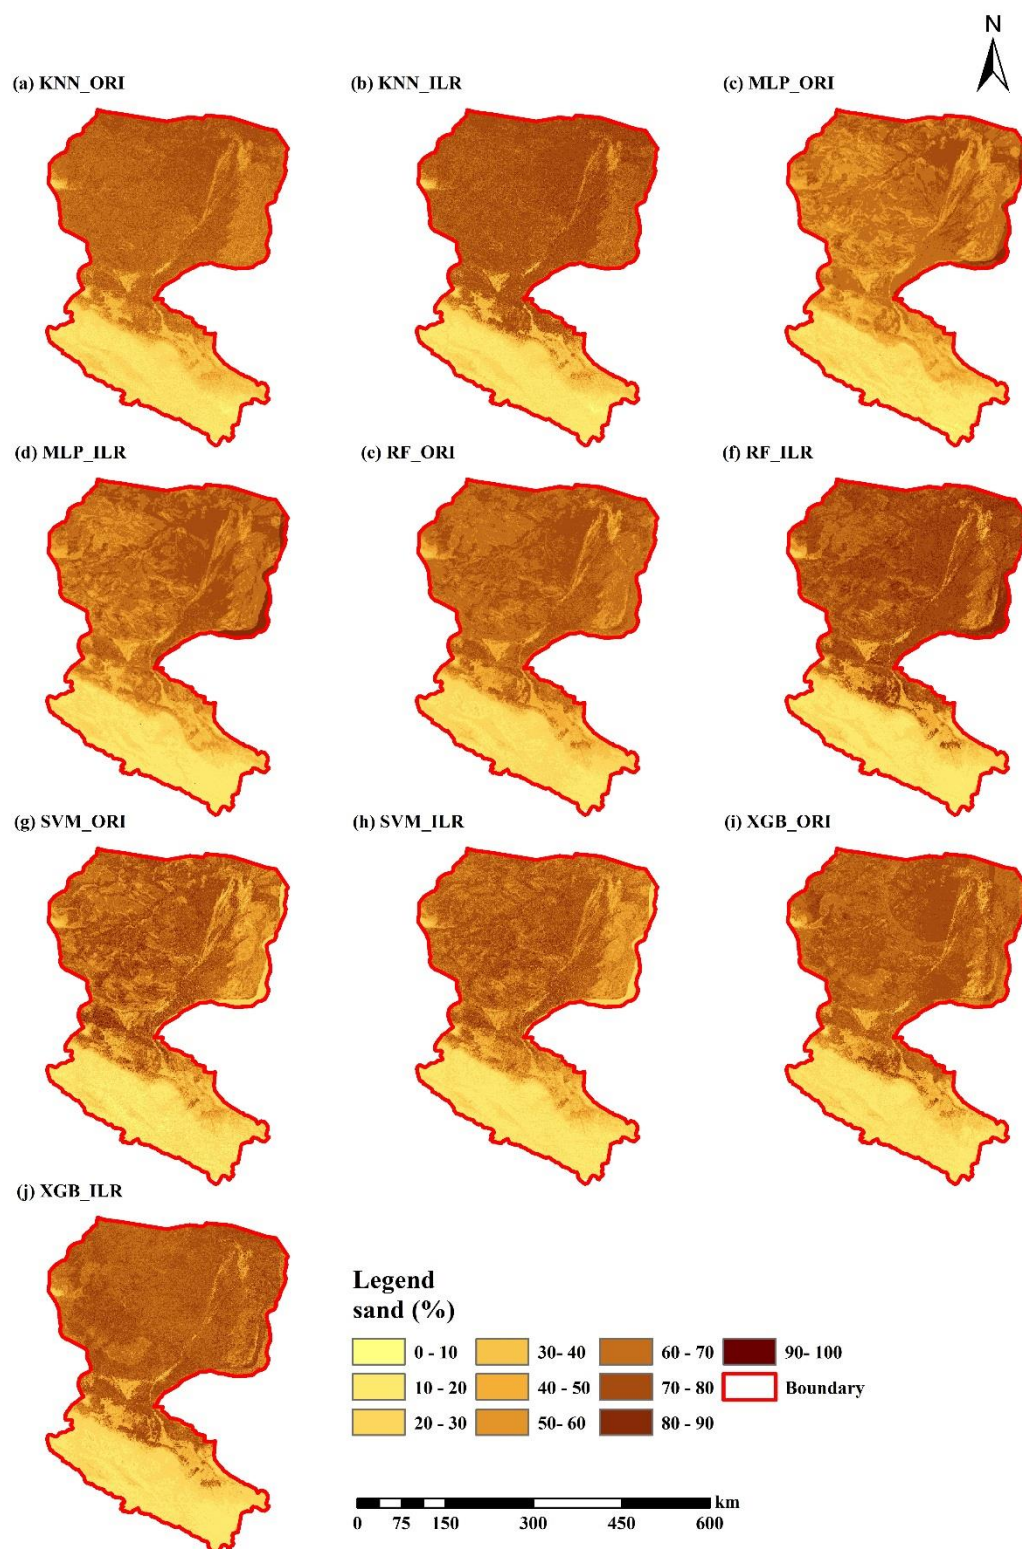 N
(a) KNN_ORI
(b) KNN_ILR
(c) MLP_ORI
(d) MLP_ILR
(c) RF_ORI
(f) RF_ILR
(g) SVM_ORI
(h) SVM_ILR
(i) XGB_ORI
(j) XGB_ILR
Legend
sand (%)
0 - 10
30- 40
60 - 70
90- 100
10 - 20
40 - 50
70 - 80
Boundary
20 - 30
50- 60
80 - 90
km
0 75 150 300 450 600